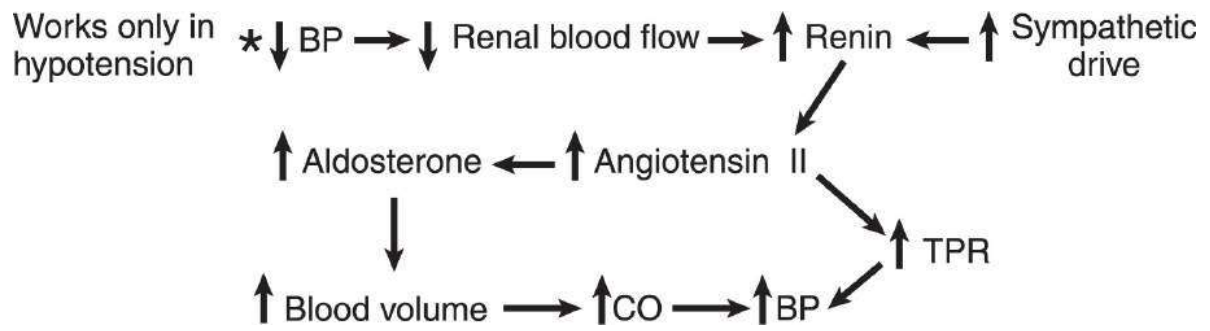 Works only in
hypotension
* ↓ BP → ↓ Renal blood flow → ↑ Renin ← ↑ Sympathetic
drive
↑ Aldosterone ← ↑ Angiotensin II
↑ TPR
↑ Blood volume → ↑ CO → ↑ BP